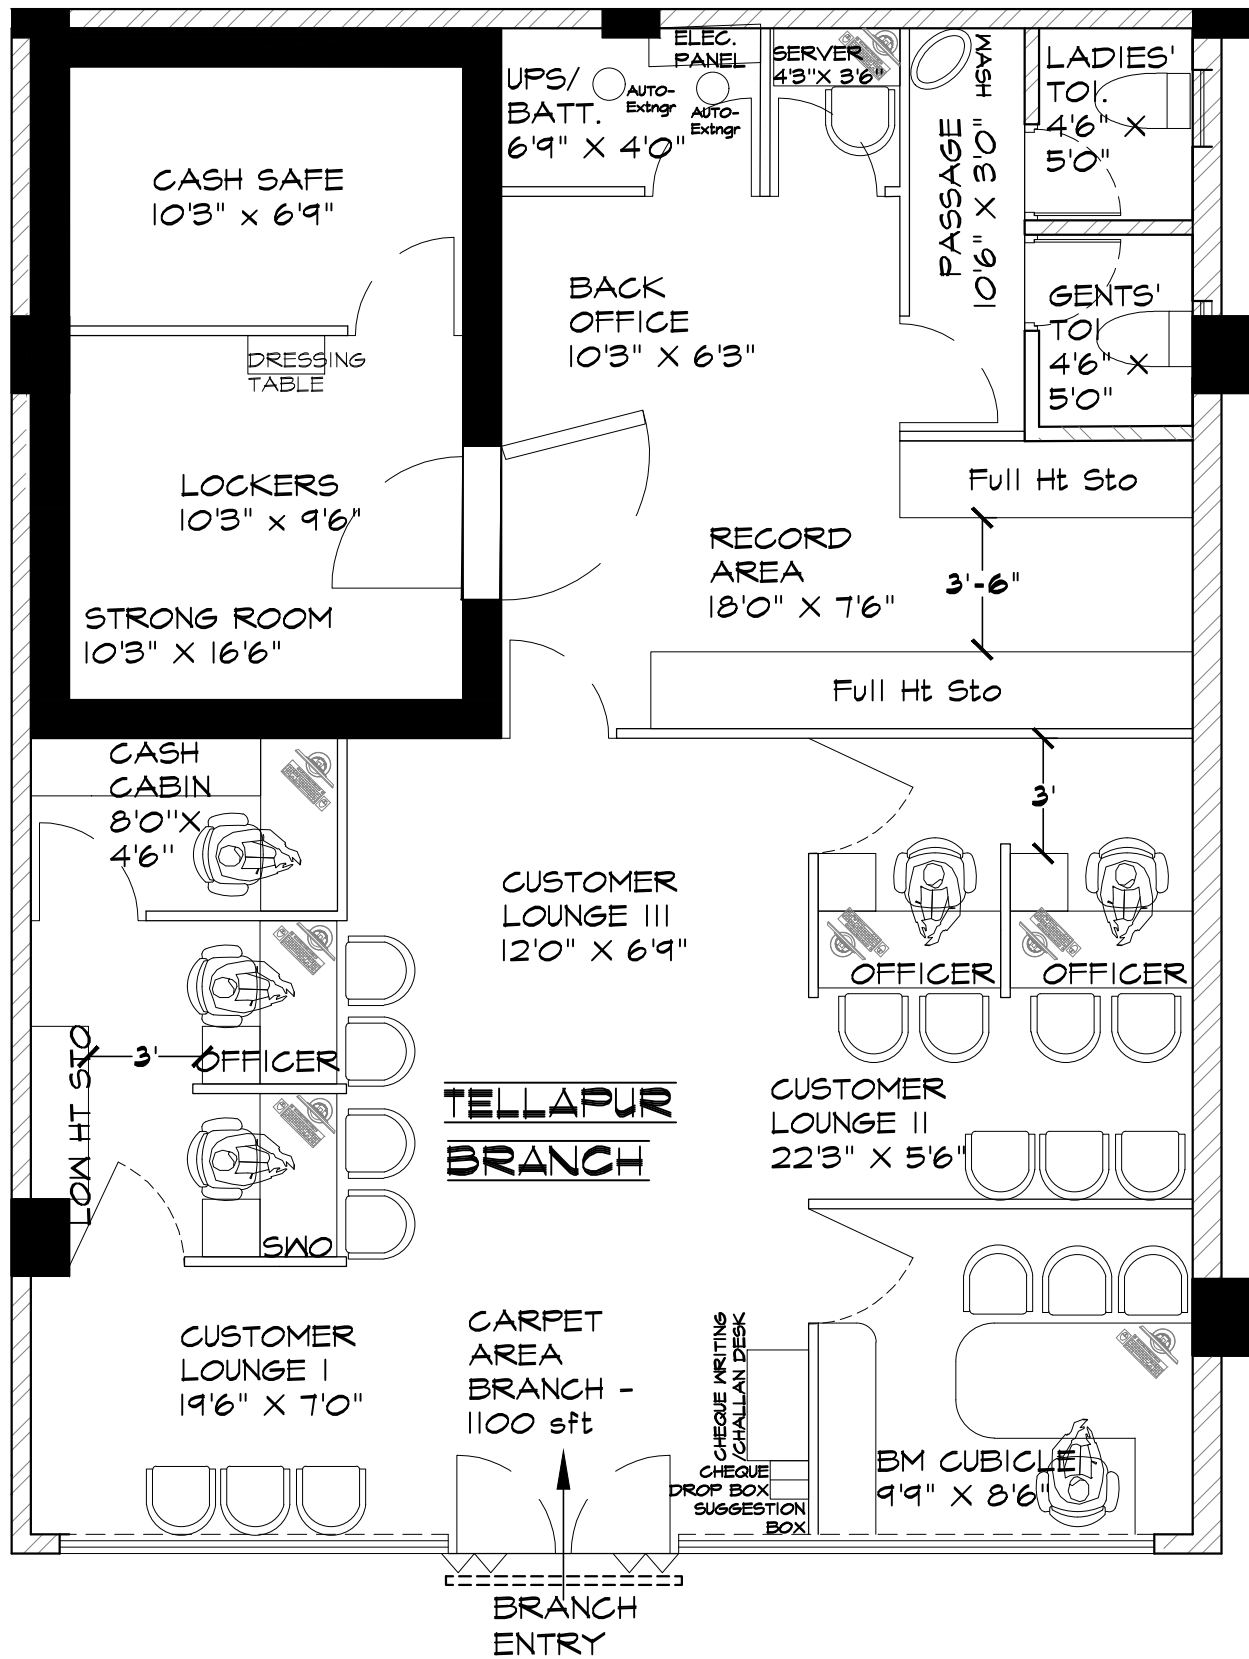 ELEC.
PANEL
UPS/
BATT.
6'9" X 4'0"
AUTO-
Extngr
AUTO-
Extngr
SERVER
4'3"X 3'6"
WASH
PASSAGE
10'6" X 3'0"
LADIES'
TOI.
4'6" X
5'0"
CASH SAFE
10'3" x 6'9"
BACK
OFFICE
10'3" X 6'3"
GENTS'
TOI.
4'6" X
5'0"
DRESSING
TABLE
LOCKERS
10'3" x 9'6"
Full Ht Sto
RECORD
AREA
18'0" X 7'6"
3'-6"
STRONG ROOM
10'3" X 16'6"
Full Ht Sto
CASH
CABIN
8'0"X
4'6"
3'
CUSTOMER
LOUNGE III
12'0" X 6'9"
OFFICER
OFFICER
LOW HT STO
3'
OFFICER
TELLAPUR
BRANCH
CUSTOMER
LOUNGE II
22'3" X 5'6"
SWO
CUSTOMER
LOUNGE I
19'6" X 7'0"
CARPET
AREA
BRANCH -
1100 sft
CHEQUE WRITING
/CHALLAN DESK
CHEQUE
DROP BOX
SUGGESTION
BOX
BM CUBICLE
9'9" X 8'6"
BRANCH
ENTRY